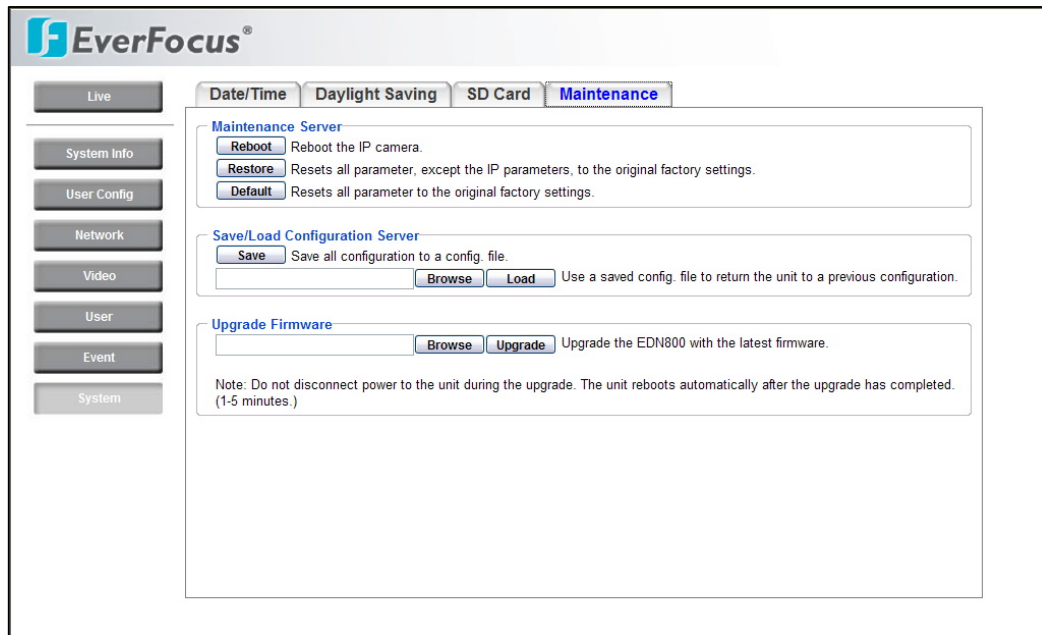 EverFocus®
Live
System Info
User Config
Network
Video
User
Event
System
Date/Time Daylight Saving SD Card Maintenance
Maintenance Server
Reboot Reboot the IP camera.
Restore Resets all parameter, except the IP parameters, to the original factory settings.
Default Resets all parameter to the original factory settings.
Save/Load Configuration Server
Save Save all configuration to a config. file.
Browse Load Use a saved config. file to return the unit to a previous configuration.
Upgrade Firmware
Browse Upgrade Upgrade the EDN800 with the latest firmware.
Note: Do not disconnect power to the unit during the upgrade. The unit reboots automatically after the upgrade has completed.
(1-5 minutes.)